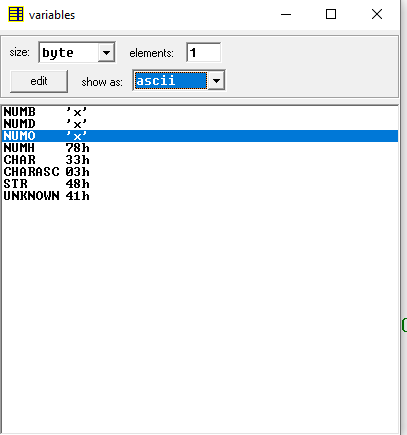 variables
size: byte elements: 1
edit show as: ascii
NUMB 'x'
NUMD 'x'
NUMO 'x'
NUMH 78h
CHAR 33h
CHARASC 03h
STR 48h
UNKNOWN 41h